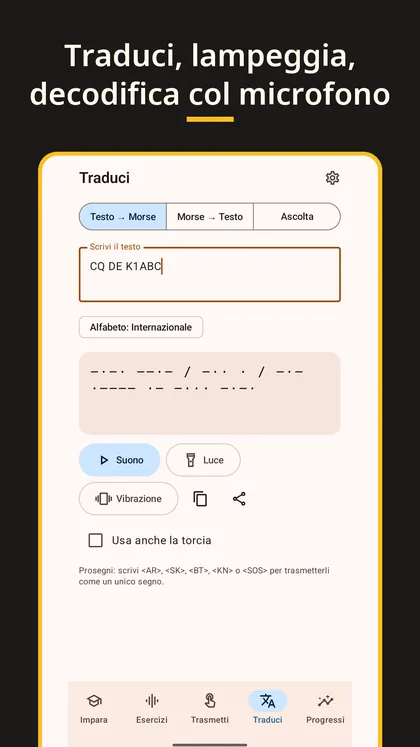 Traduci, lampeggia,
decodifica col microfono
Traduci
Testo → Morse
Morse → Testo
Ascolta
Scrivi il testo
CQ DE K1ABC
Alfabeto: Internazionale
—·—· ——·— / —·· · / —·—
·———— ·— —··· —·—·
Suono
Luce
Vibrazione
Usa anche la torcia
Prosegni: scrivi <AR>, <SK>, <BT>, <KN> o <SOS> per trasmetterli
come un unico segno.
Impara
Esercizi
Trasmetti
Traduci
Progressi